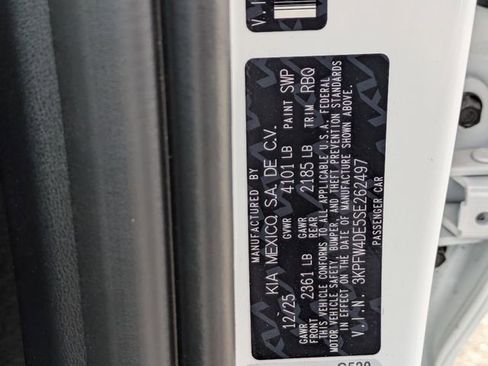 V.I.N
MANUFACTURED BY
KIA MEXICO, S.A. DE C.V.
12/25 GVWR 4101 LB PAINT SWP
GAWR FRONT 2361 LB GAWR REAR 2185 LB TRIM RBQ
THIS VEHICLE CONFORMS TO ALL APPLICABLE U.S.A. FEDERAL
MOTOR VEHICLE SAFETY, BUMPER, AND THEFT PREVENTION STANDARDS
IN EFFECT ON THE DATE OF MANUFACTURE SHOWN ABOVE.
V.I.N. 3KPFW4DE5SE262497
PASSENGER CAR